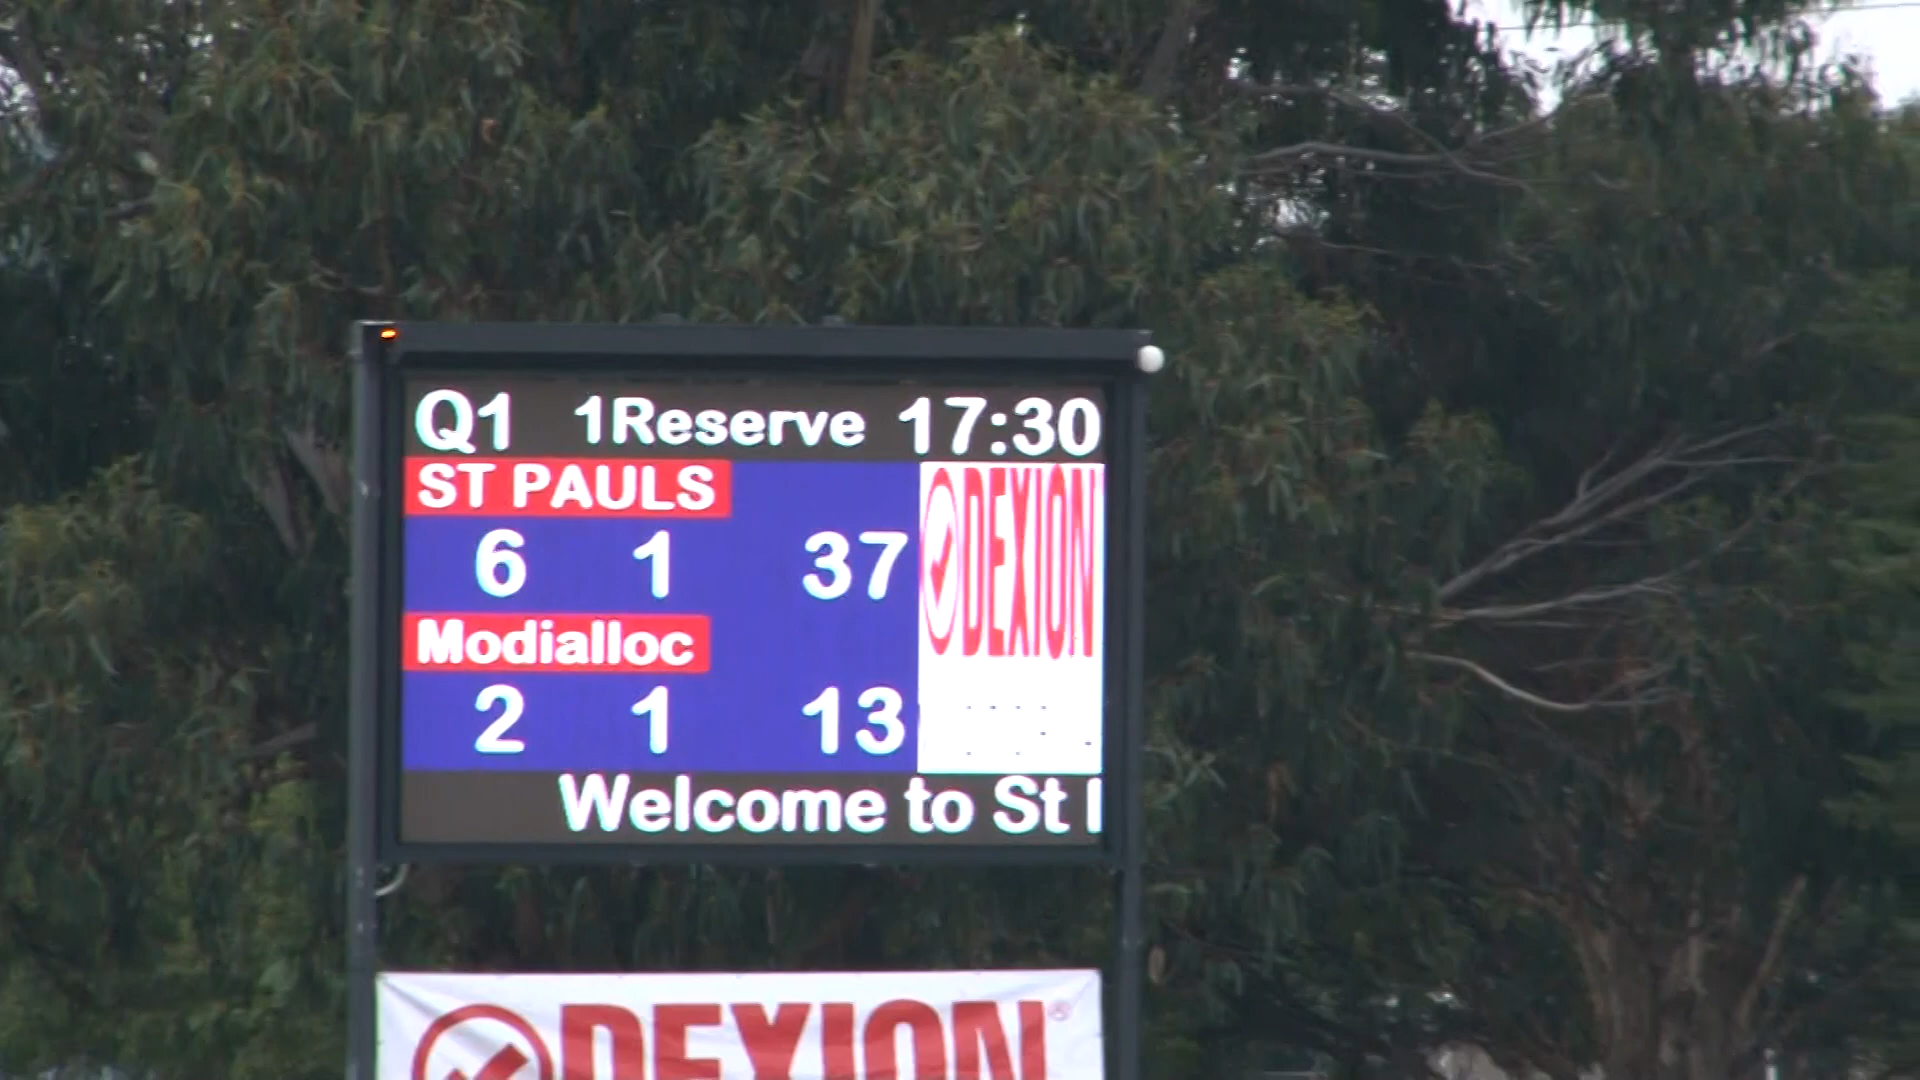 Q1 1Reserve 17:30
ST PAULS
6 1 37
DEXION
Modialloc
2 1 13
Welcome to St
DEXION®